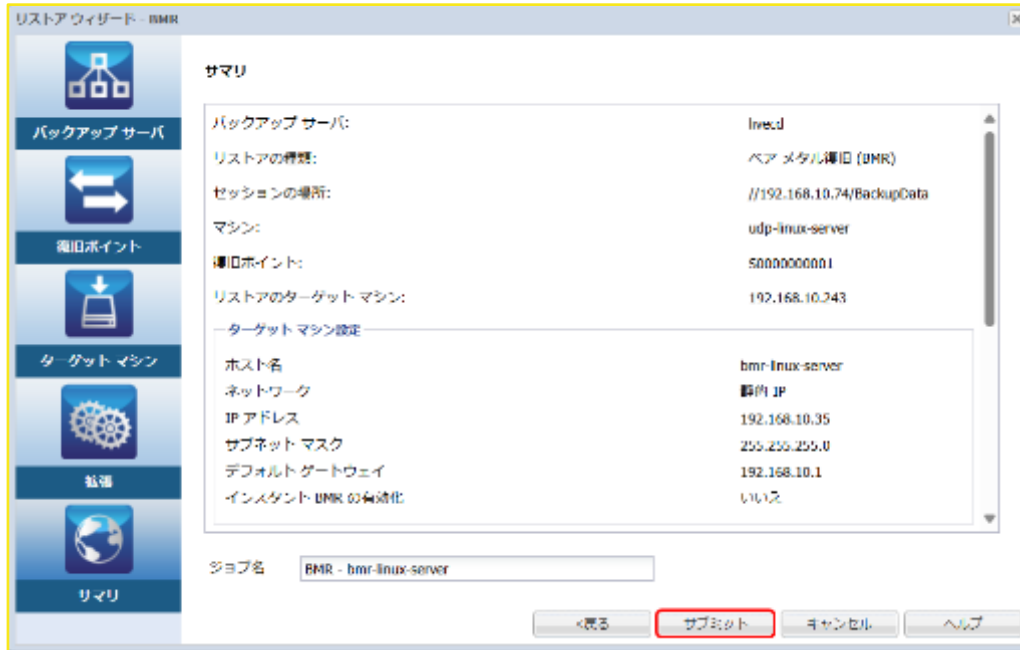 リストア ウィザード - BMR
バックアップ サーバ
復旧ポイント
ターゲット マシン
拡張
サマリ
サマリ
バックアップ サーバ: livecd
リストアの種類: ベア メタル復旧 (BMR)
セッションの場所: //192.168.10.74/BackupData
マシン: udp-linux-server
復旧ポイント: S0000000001
リストアのターゲット マシン: 192.168.10.243
ターゲット マシン設定
ホスト名 bmr-linux-server
ネットワーク 静的 IP
IP アドレス 192.168.10.35
サブネット マスク 255.255.255.0
デフォルト ゲートウェイ 192.168.10.1
インスタント BMR の有効化 いいえ
ジョブ名 BMR - bmr-linux-server
<戻る サブミット キャンセル ヘルプ